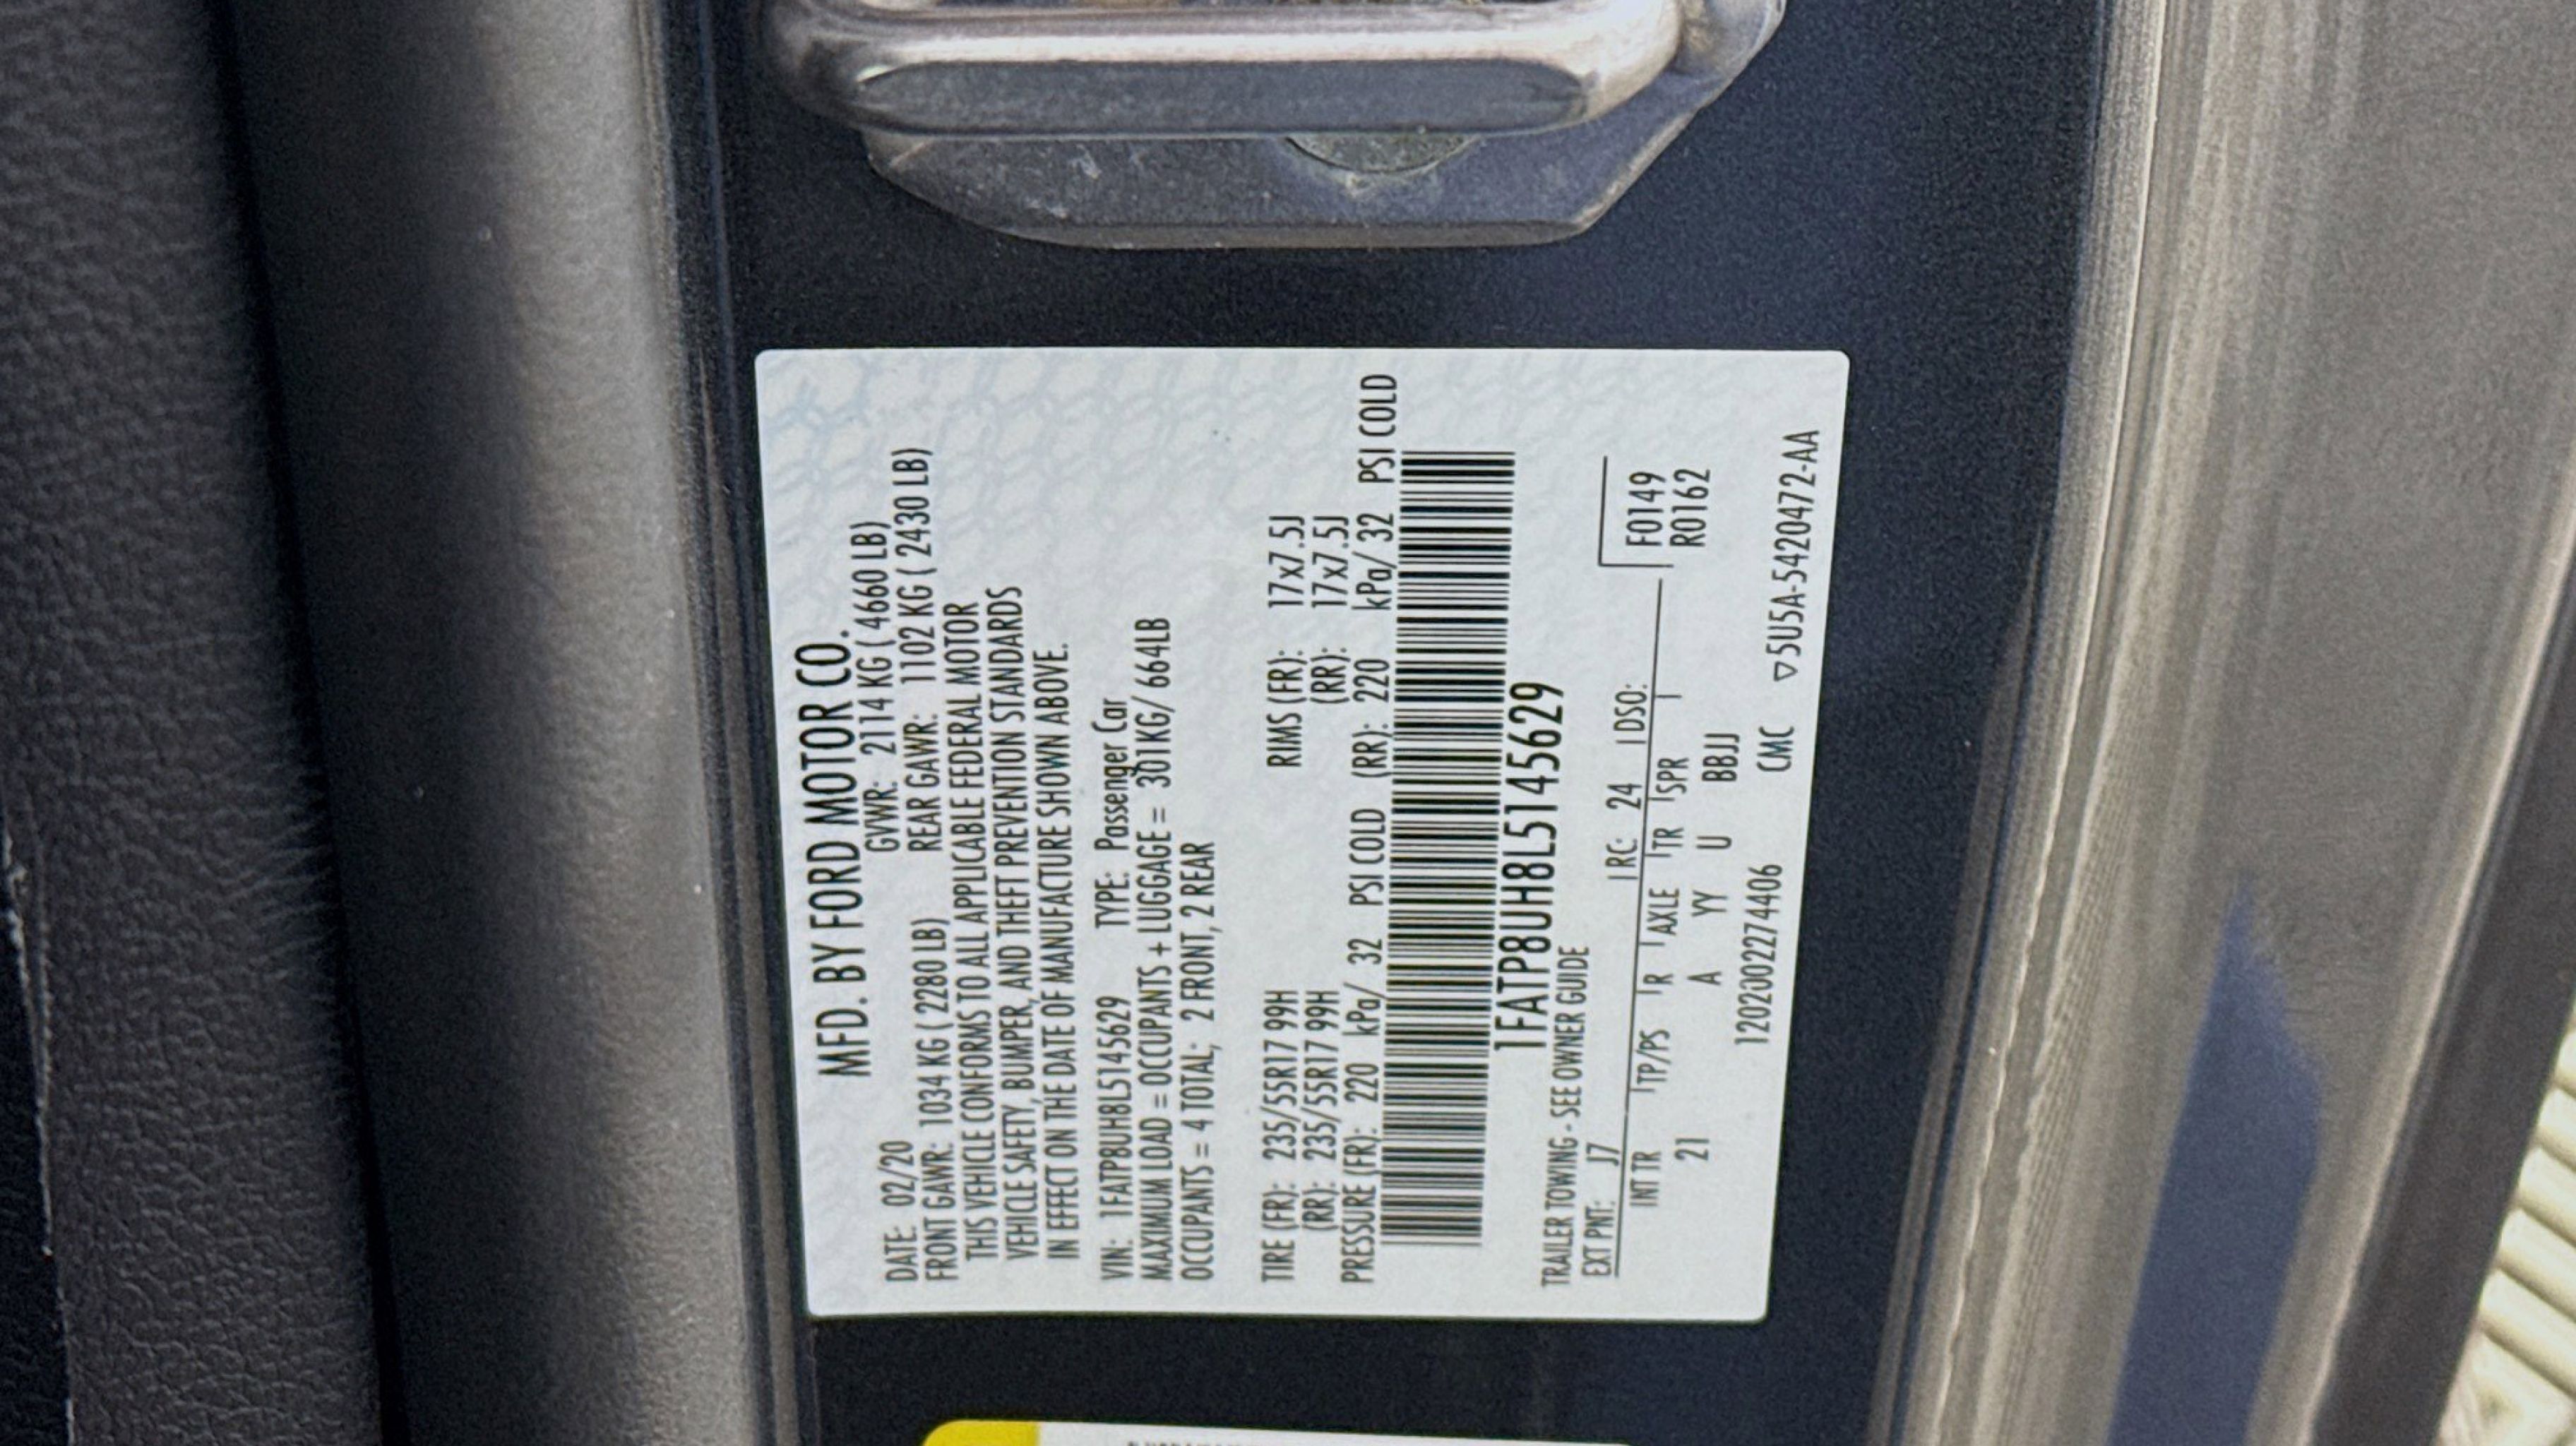 MFD. BY FORD MOTOR CO.
DATE: 02/20 GVWR: 2114 KG ( 4660 LB)
FRONT GAWR: 1034 KG ( 2280 LB) REAR GAWR: 1102 KG ( 2430 LB)
THIS VEHICLE CONFORMS TO ALL APPLICABLE FEDERAL MOTOR
VEHICLE SAFETY, BUMPER, AND THEFT PREVENTION STANDARDS
IN EFFECT ON THE DATE OF MANUFACTURE SHOWN ABOVE.
VIN: 1FATP8UH8L5145629 TYPE: Passenger Car
MAXIMUM LOAD = OCCUPANTS + LUGGAGE = 301KG/ 664LB
OCCUPANTS = 4 TOTAL; 2 FRONT, 2 REAR
TIRE (FR): 235/55R17 99H RIMS (FR): 17x7.5J
(RR): 235/55R17 99H (RR): 17x7.5J
PRESSURE (FR): 220 kPa/ 32 PSI COLD (RR): 220 kPa/ 32 PSI COLD
1FATP8UH8L5145629
TRAILER TOWING - SEE OWNER GUIDE
EXT PNT: J7 RC: 24 DSO: F0149
INT TR TP/PS R AXLE TR SPR R0162
21 A YY U BBJJ
12020022274406 CMC ▽5U5A-5420472-AA